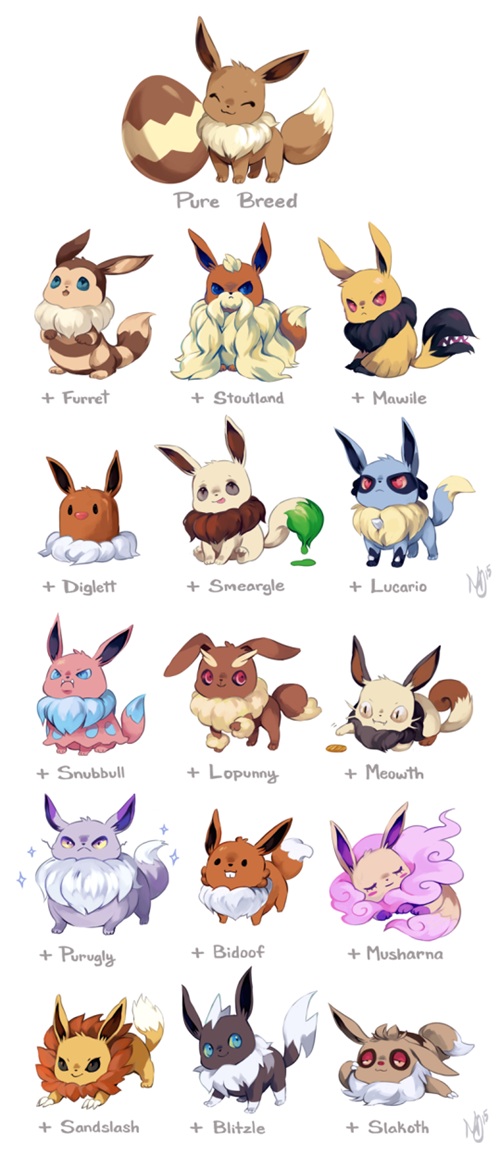 Pure Breed
+ Furret
+ Stoutland
+ Mawile
+ Diglett
+ Smeargle
+ Lucario
+ Snubbull
+ Lopunny
+ Meowth
+ Purugly
+ Bidoof
+ Musharna
+ Sandslash
+ Blitzle
+ Slakoth